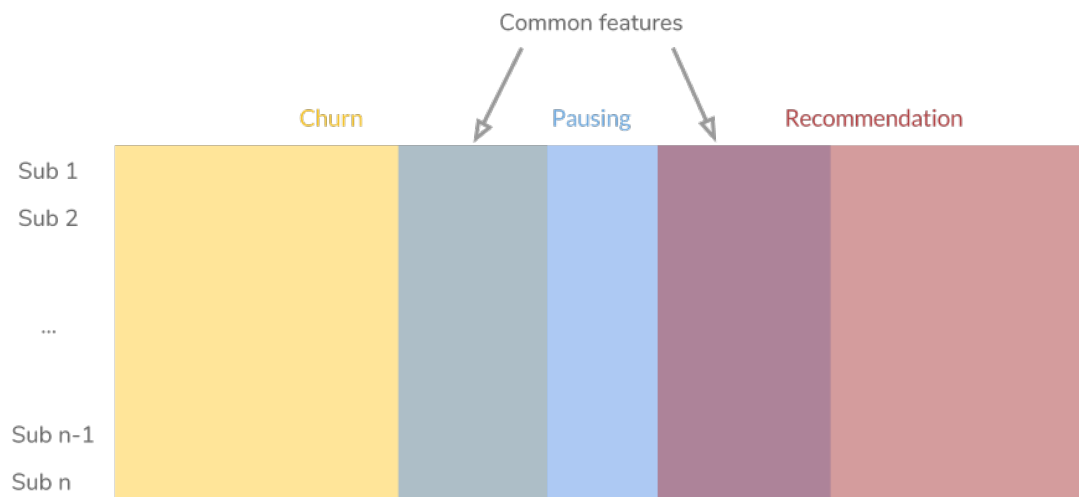 Common features
Churn
Pausing
Recommendation
Sub 1
Sub 2
...
Sub n-1
Sub n